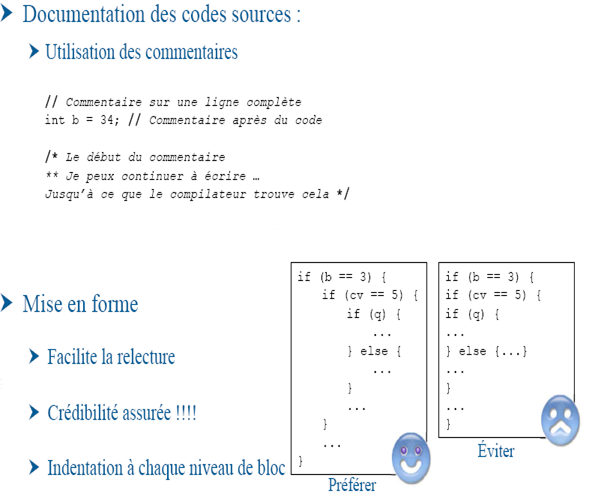 Documentation des codes sources :
Utilisation des commentaires
// Commentaire sur une ligne complète
int b = 34; // Commentaire après du code
/* Le début du commentaire
** Je peux continuer à écrire …
Jusqu'à ce que le compilateur trouve cela */
Mise en forme
Facilite la relecture
Crédibilité assurée !!!!
Indentation à chaque niveau de bloc
if (b == 3) {
if (cv == 5) {
if (q) {
...
} else {
...
}
...
}
...
}
Préférer
if (b == 3) {
if (cv == 5) {
if (q) {
...
} else {...}
...
}
...
}
Éviter